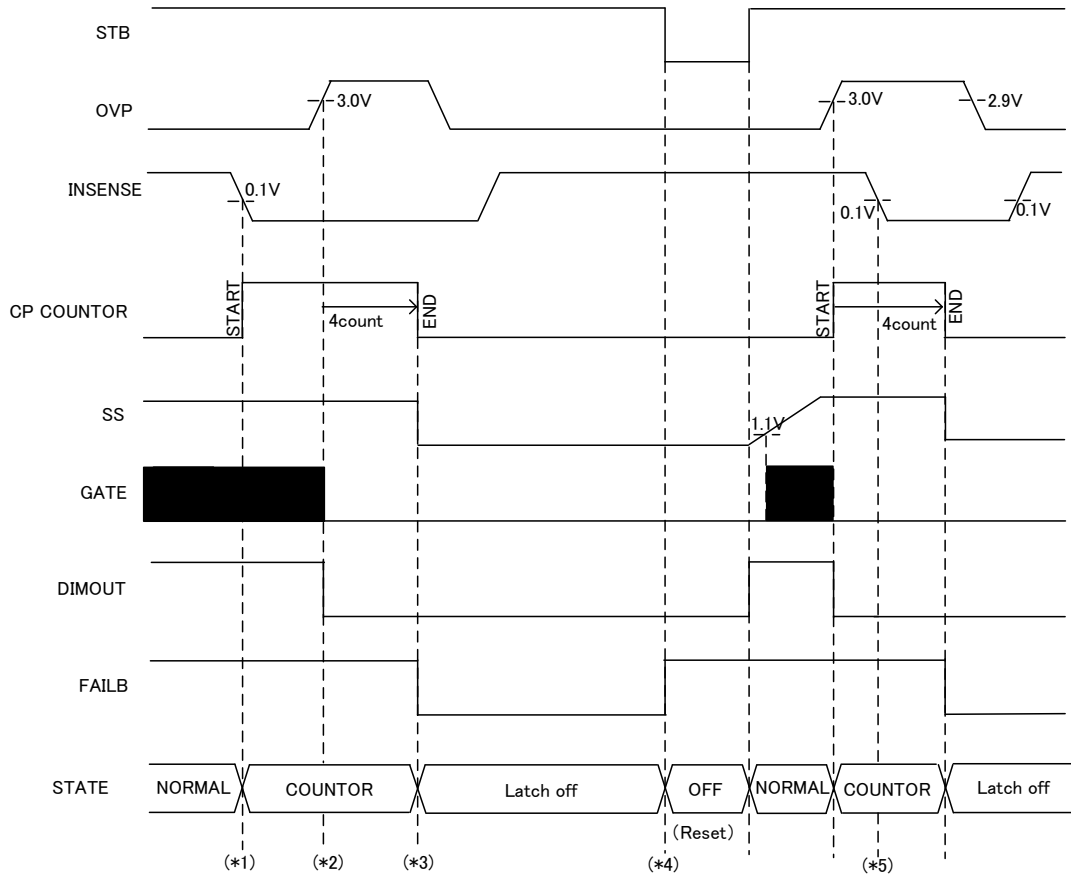 STB
OVP
3.0V
3.0V
2.9V
INSENSE
0.1V
0.1V
0.1V
CP COUNTOR
START
4count
END
START
4count
END
SS
1.1V
GATE
DIMOUT
FAILB
STATE
NORMAL
COUNTOR
Latch off
OFF
NORMAL
COUNTOR
Latch off
(Reset)
(*1)
(*2)
(*3)
(*4)
(*5)